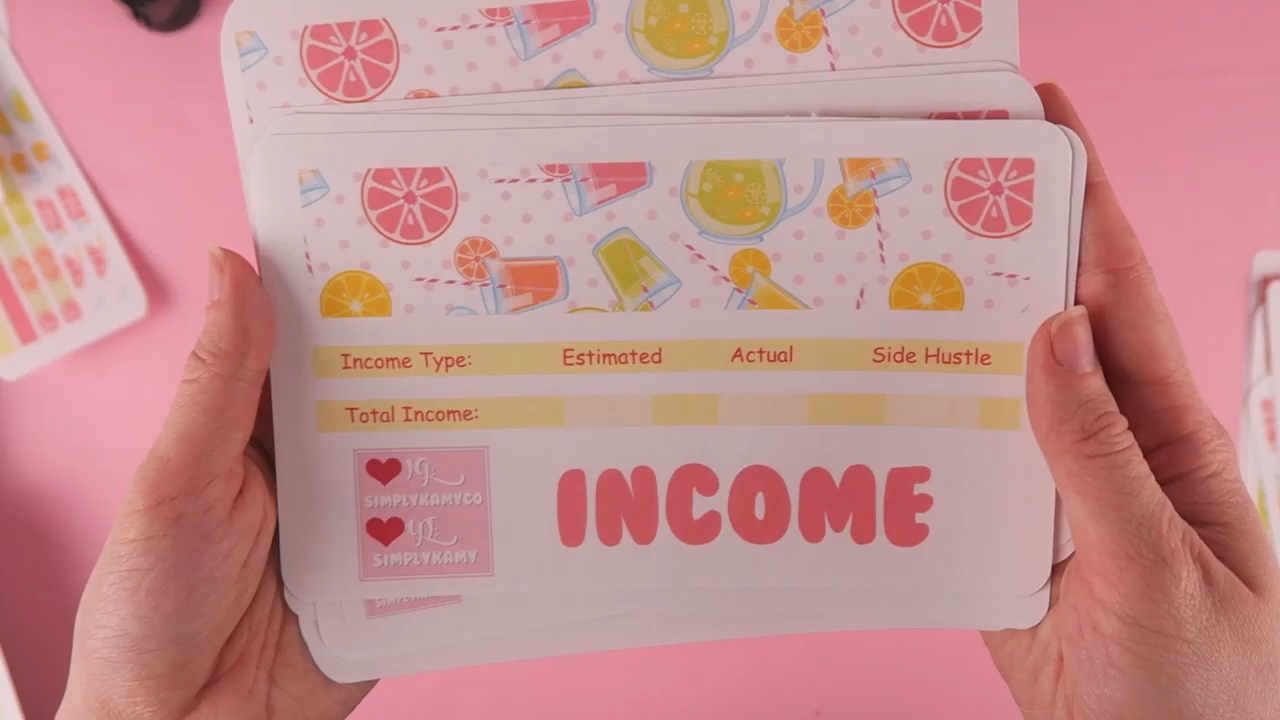 Income Type: Estimated Actual Side Hustle
Total Income:
IG:
SIMPLYKAMYCO
YT:
SIMPLYKAMY
INCOME